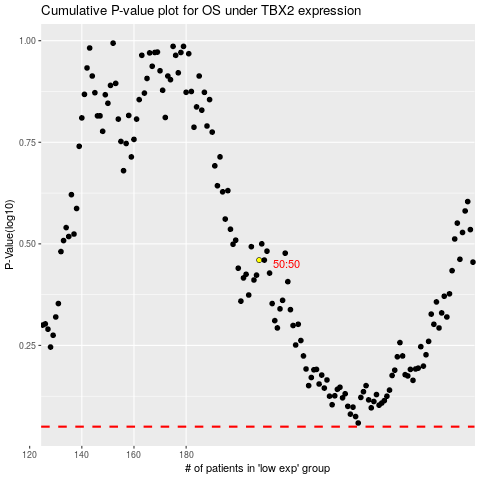 Cumulative P-value plot for OS under TBX2 expression
1.00
0.75
0.50
0.25
P-Value(log10)
50:50
120 140 160 180
# of patients in 'low exp' group